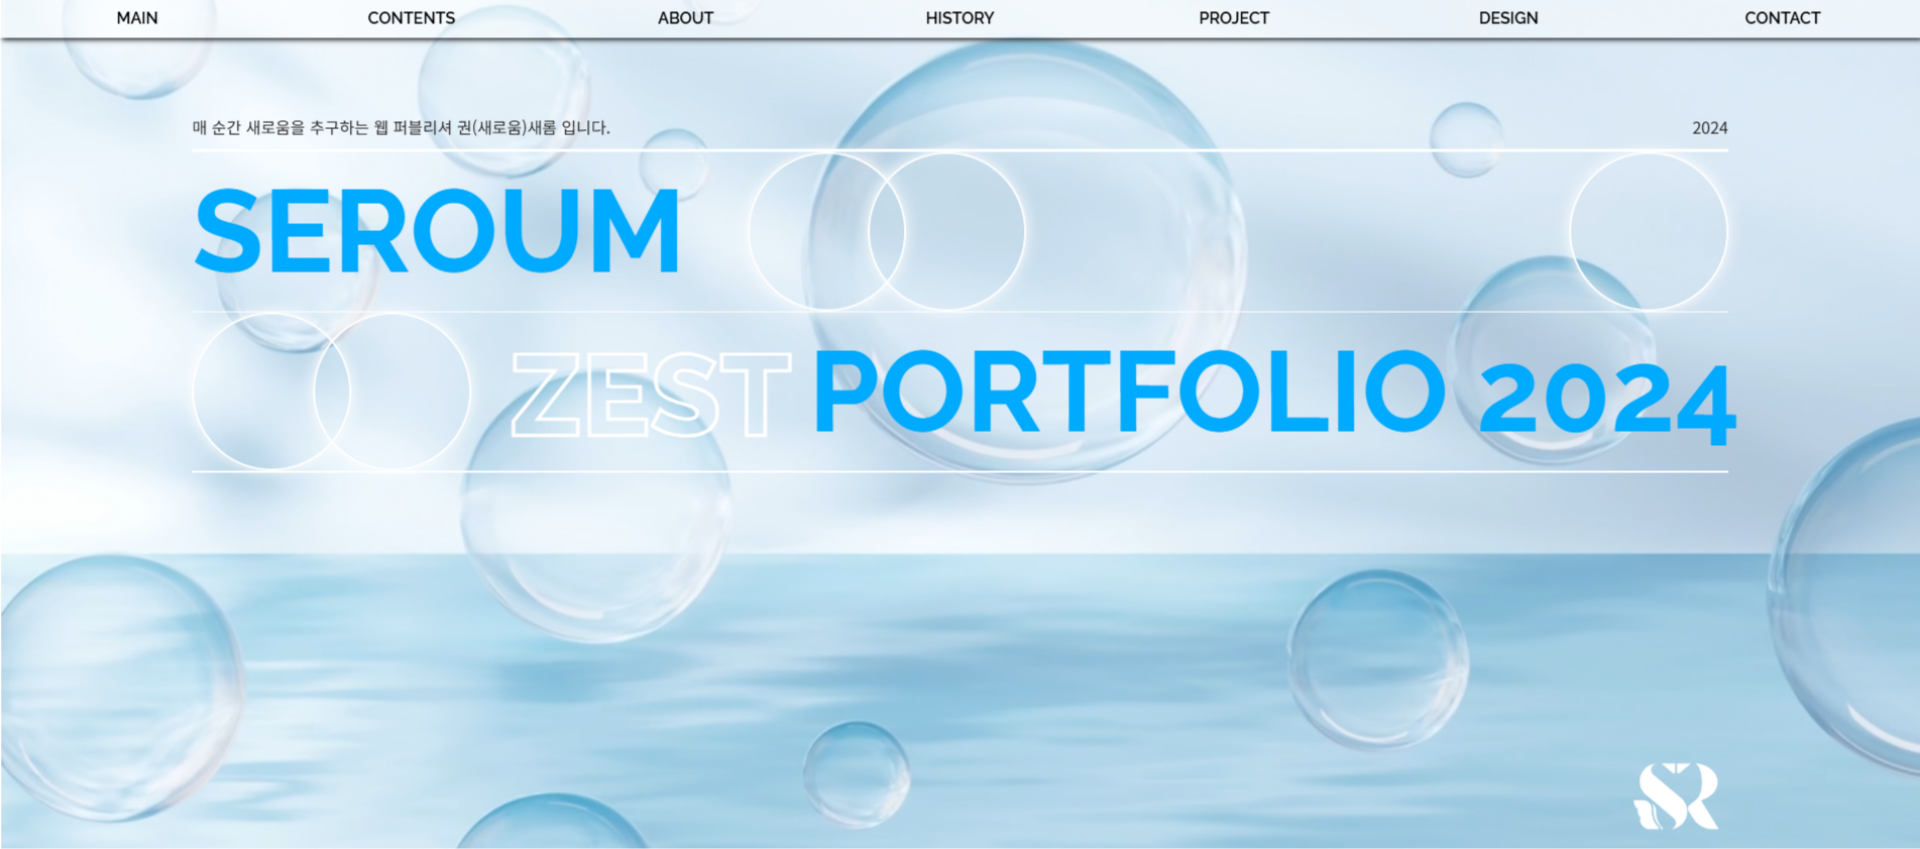 MAIN CONTENTS ABOUT HISTORY PROJECT DESIGN CONTACT
매 순간 새로움을 추구하는 웹 퍼블리셔 권(새로움)새롬 입니다. 2024
SEROUM
ZEST PORTFOLIO 2024
SR